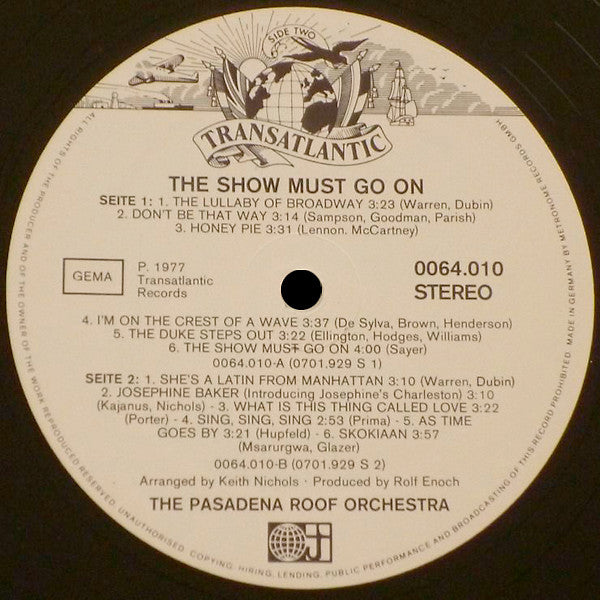 SIDE TWO
TRANSATLANTIC
THE SHOW MUST GO ON
SEITE 1: 1. THE LULLABY OF BROADWAY 3:23 (Warren, Dubin)
2. DON'T BE THAT WAY 3:14 (Sampson, Goodman, Parish)
3. HONEY PIE 3:31 (Lennon. McCartney)
GEMA
P. 1977
Transatlantic
Records
0064.010
STEREO
4. I'M ON THE CREST OF A WAVE 3:37 (De Sylva, Brown, Henderson)
5. THE DUKE STEPS OUT 3:22 (Ellington, Hodges, Williams)
6. THE SHOW MUST GO ON 4:00 (Sayer)
0064.010-A (0701.929 S 1)
SEITE 2: 1. SHE'S A LATIN FROM MANHATTAN 3:10 (Warren, Dubin)
2. JOSEPHINE BAKER (Introducing Josephine's Charleston) 3:10
(Kajanus, Nichols) - 3. WHAT IS THIS THING CALLED LOVE 3:22
(Porter) - 4. SING, SING, SING 2:53 (Prima) - 5. AS TIME
GOES BY 3:21 (Hupfeld) - 6. SKOKIAAN 3:57
(Msarurgwa, Glazer)
0064.010-B (0701.929 S 2)
Arranged by Keith Nichols · Produced by Rolf Enoch
THE PASADENA ROOF ORCHESTRA
ALL RIGHTS OF THE PRODUCER AND OF THE OWNER OF THE WORK REPRODUCED RESERVED. UNAUTHORISED COPYING, HIRING, LENDING, PUBLIC PERFORMANCE AND BROADCASTING OF THIS RECORD PROHIBITED. MADE IN GERMANY BY METRONOME RECORDS GMBH